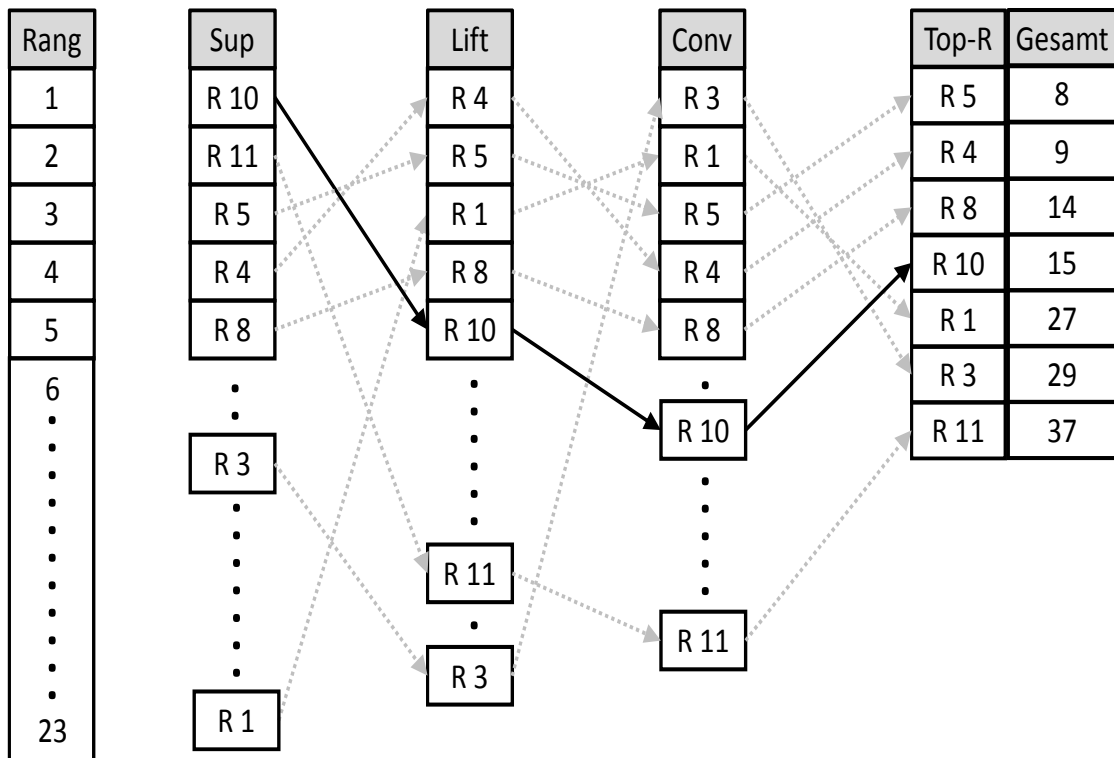 Rang Sup Lift Conv Top-R Gesamt
1 R 10 R 4 R 3 R 5 8
2 R 11 R 5 R 1 R 4 9
3 R 5 R 1 R 5 R 8 14
4 R 4 R 8 R 4 R 10 15
5 R 8 R 10 R 8 R 1 27
6 R 3 29
R 10 R 11 37
R 3
R 11
R 11
R 3
R 1
23